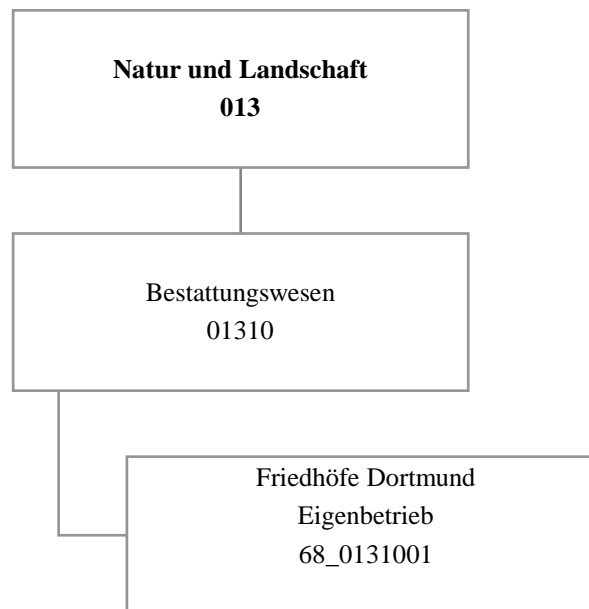 Natur und Landschaft
013
Bestattungswesen
01310
Friedhöfe Dortmund
Eigenbetrieb
68_0131001